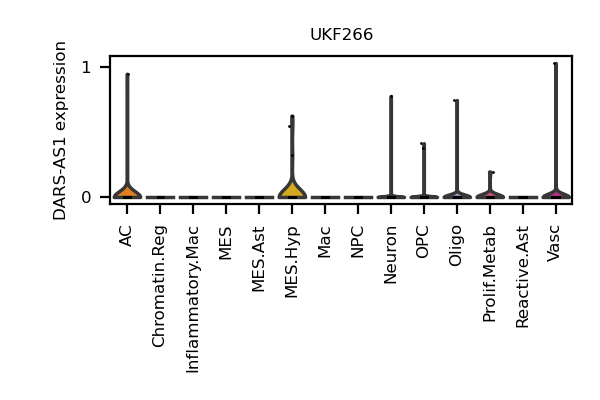 UKF266
DARS-AS1 expression
1
0
AC
Chromatin.Reg
Inflammatory.Mac
MES
MES.Ast
MES.Hyp
Mac
NPC
Neuron
OPC
Oligo
Prolif.Metab
Reactive.Ast
Vasc